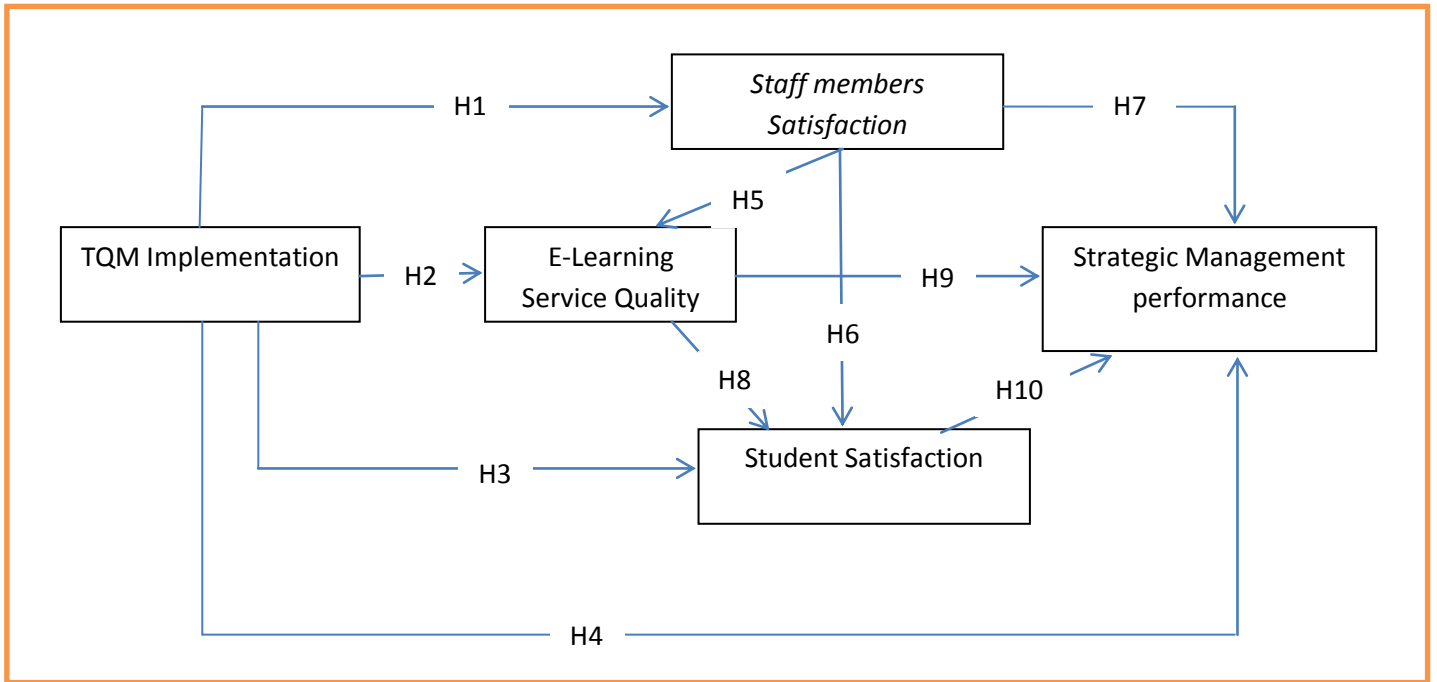 Staff members
Satisfaction
H1
H7
H5
TQM Implementation
E-Learning
Service Quality
Strategic Management
performance
H2
H9
H6
H8
H10
Student Satisfaction
H3
H4